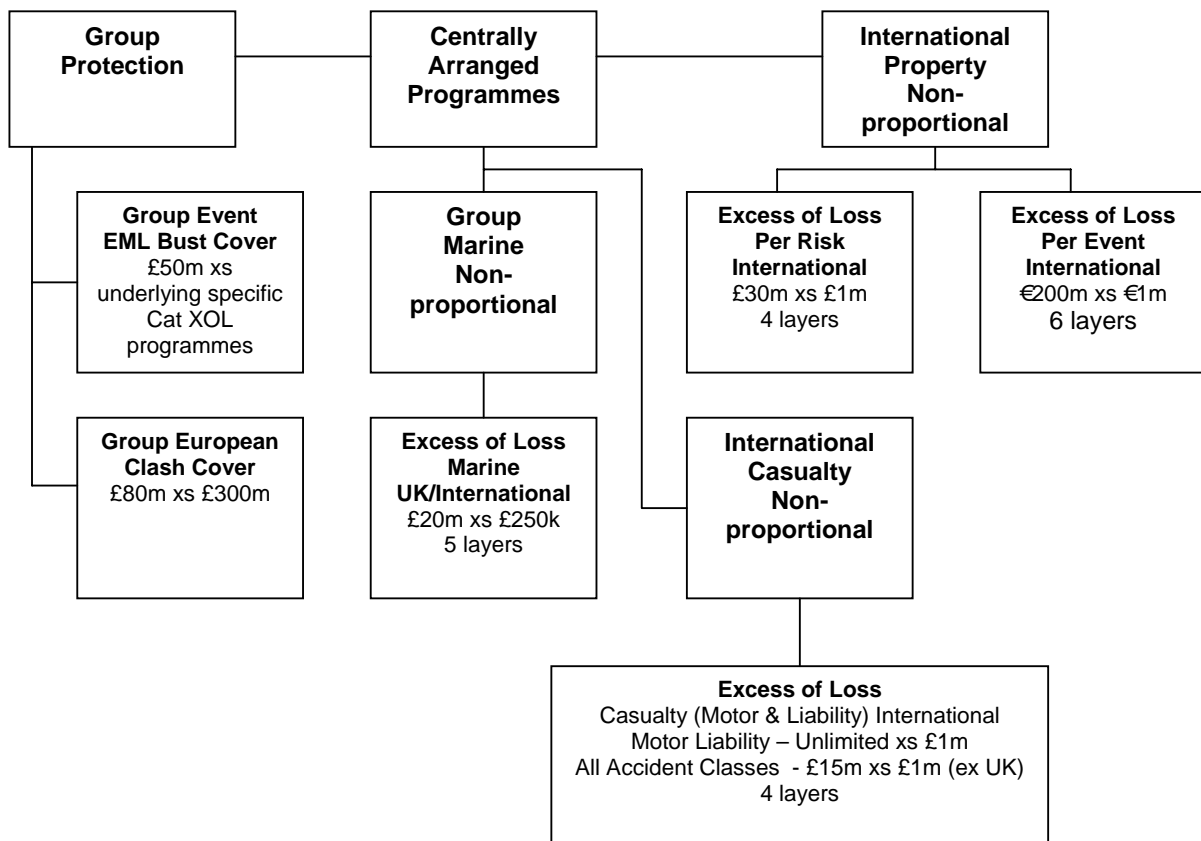 Group
Protection
Centrally
Arranged
Programmes
International
Property
Non-
proportional
Group Event
EML Bust Cover
£50m xs
underlying specific
Cat XOL
programmes
Group
Marine
Non-
proportional
Excess of Loss
Per Risk
International
£30m xs £1m
4 layers
Excess of Loss
Per Event
International
€200m xs €1m
6 layers
Group European
Clash Cover
£80m xs £300m
Excess of Loss
Marine
UK/International
£20m xs £250k
5 layers
International
Casualty
Non-
proportional
Excess of Loss
Casualty (Motor & Liability) International
Motor Liability – Unlimited xs £1m
All Accident Classes - £15m xs £1m (ex UK)
4 layers